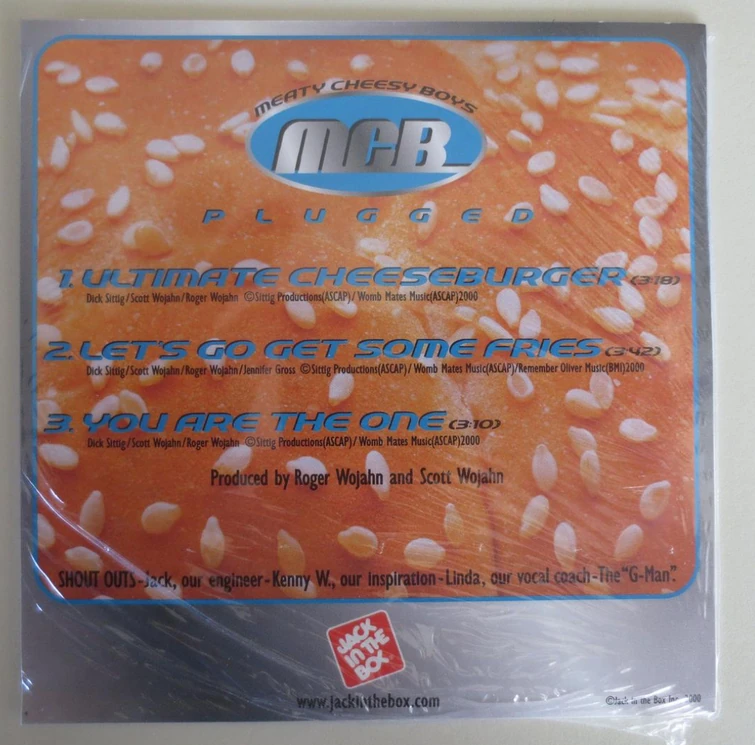 MEATY CHEESY BOYS
MCB
PLUGGED
1. ULTIMATE CHEESEBURGER (3:18)
Dick Sittig/Scott Wojahn/Roger Wojahn ©Sittig Productions(ASCAP)/Womb Mates Music(ASCAP)2000
2. LET'S GO GET SOME FRIES (3:42)
Dick Sittig/Scott Wojahn/Roger Wojahn/Jennifer Gross ©Sittig Productions(ASCAP)/Womb Mates Music(ASCAP)/Remember Oliver Music(BMI)2000
3. YOU ARE THE ONE (3:10)
Dick Sittig/Scott Wojahn/Roger Wojahn ©Sittig Productions(ASCAP)/Womb Mates Music(ASCAP)2000
Produced by Roger Wojahn and Scott Wojahn
SHOUT OUTS-Jack, our engineer-Kenny W., our inspiration-Linda, our vocal coach-The "G-Man".
JACK
IN THE
BOX
www.jackinthebox.com
©Jack in the Box Inc. 2000